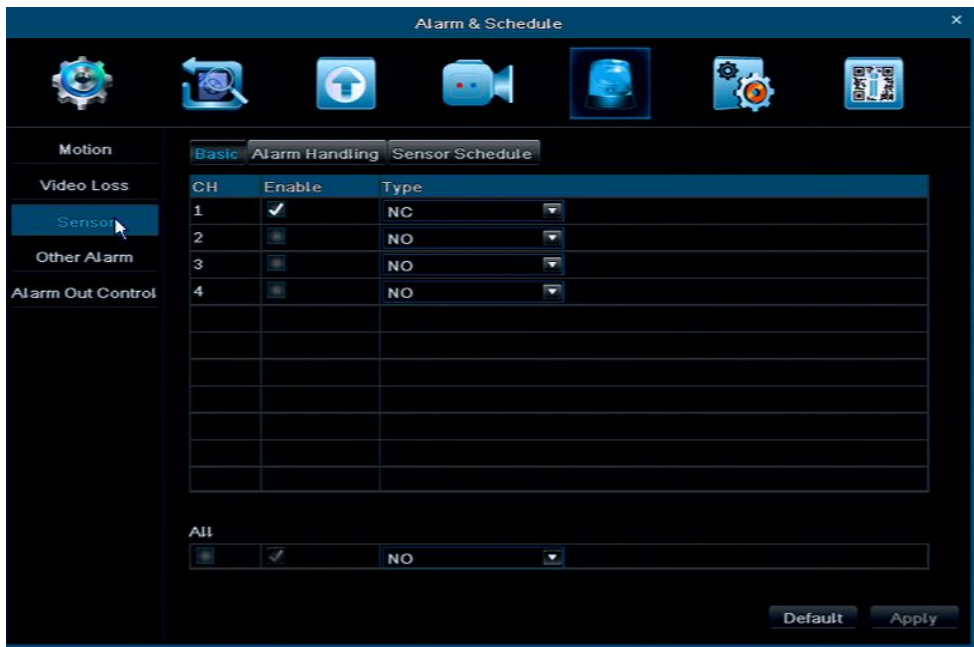 Alarm & Schedule
Motion
Video Loss
Sensor
Other Alarm
Alarm Out Control
Basic Alarm Handling Sensor Schedule
CH Enable Type
1 NC
2 NO
3 NO
4 NO
All
NO
Default Apply